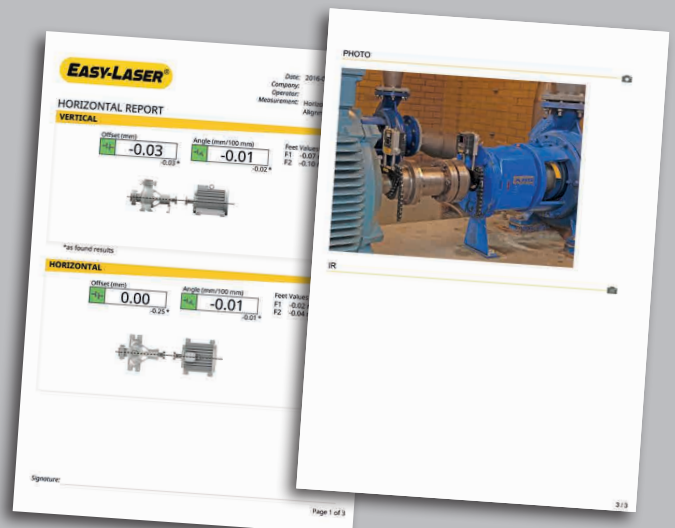 EASY-LASER®
Date: 2016-0
Company:
Operator:
Measurement: Horizo
Alignm
HORIZONTAL REPORT
VERTICAL
Offset (mm)
-0.03
-0.03 *
Angle (mm/100 mm)
-0.01
-0.02 *
Feet Values
F1 -0.07
F2 -0.10
*as found results
HORIZONTAL
Offset (mm)
0.00
-0.25 *
Angle (mm/100 mm)
-0.01
-0.01 *
Feet Values
F1 -0.02
F2 -0.04
Signature:
Page 1 of 3
PHOTO
IR
3 / 3